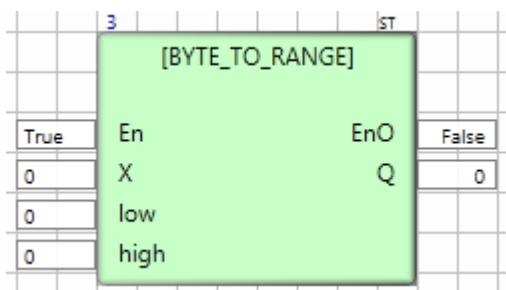 3 ST
[BYTE_TO_RANGE]
True En EnO False
0 X Q 0
0 low
0 high